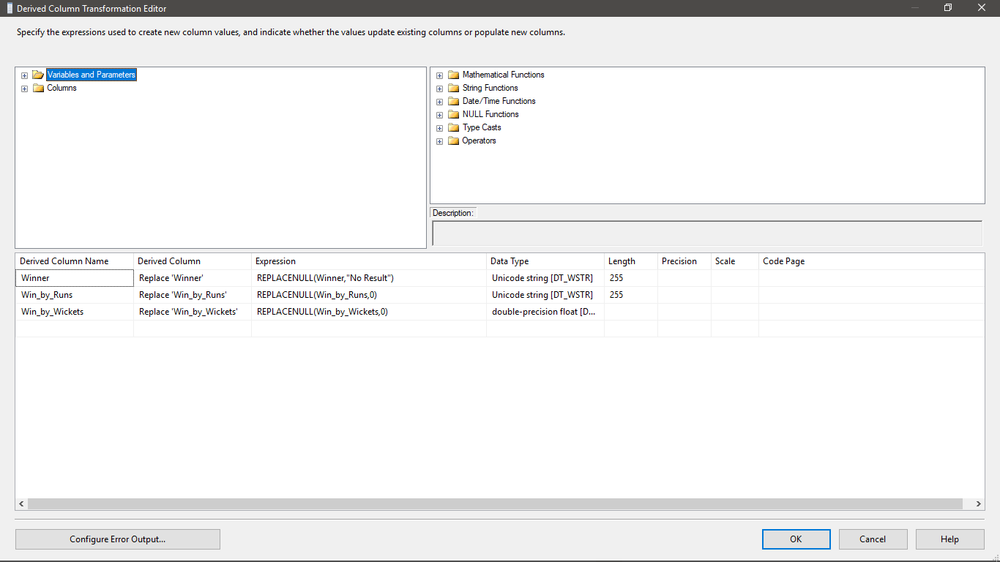 Derived Column Transformation Editor
Specify the expressions used to create new column values, and indicate whether the values update existing columns or populate new columns.
Variables and Parameters
Columns
Mathematical Functions
String Functions
Date/Time Functions
NULL Functions
Type Casts
Operators
Description:
Derived Column Name Derived Column Expression Data Type Length Precision Scale Code Page
Winner Replace 'Winner' REPLACENULL(Winner,"No Result") Unicode string [DT_WSTR] 255
Win_by_Runs Replace 'Win_by_Runs' REPLACENULL(Win_by_Runs,0) Unicode string [DT_WSTR] 255
Win_by_Wickets Replace 'Win_by_Wickets' REPLACENULL(Win_by_Wickets,0) double-precision float [D...
Configure Error Output... OK Cancel Help